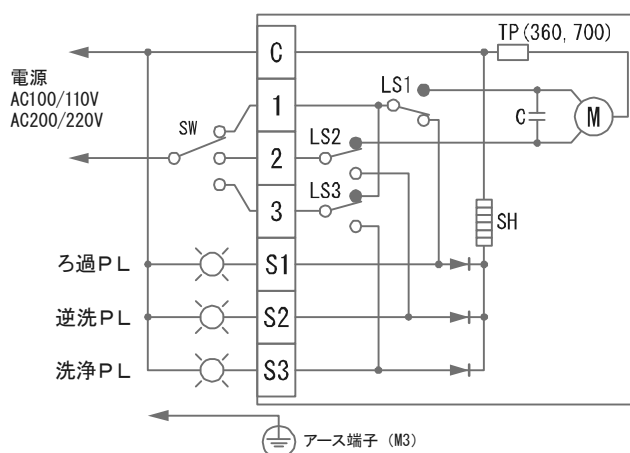 TP (360, 700)
C
電源
AC100/110V
AC200/220V
SW
1
LS1
C
M
2
LS2
3
LS3
SH
ろ過PL
S1
逆洗PL
S2
洗浄PL
S3
アース端子 (M3)